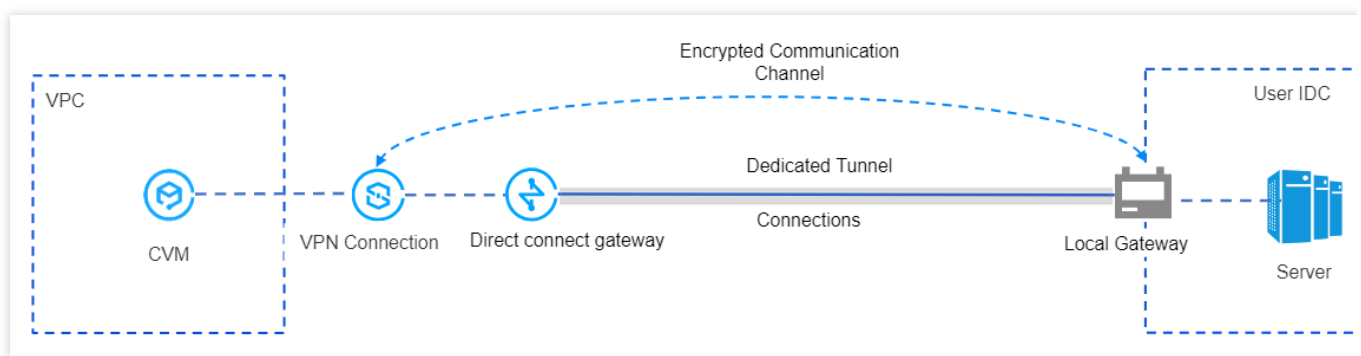 Encrypted Communication
Channel
VPC
User IDC
Dedicated Tunnel
Connections
CVM
VPN Connection
Direct connect gateway
Local Gateway
Server